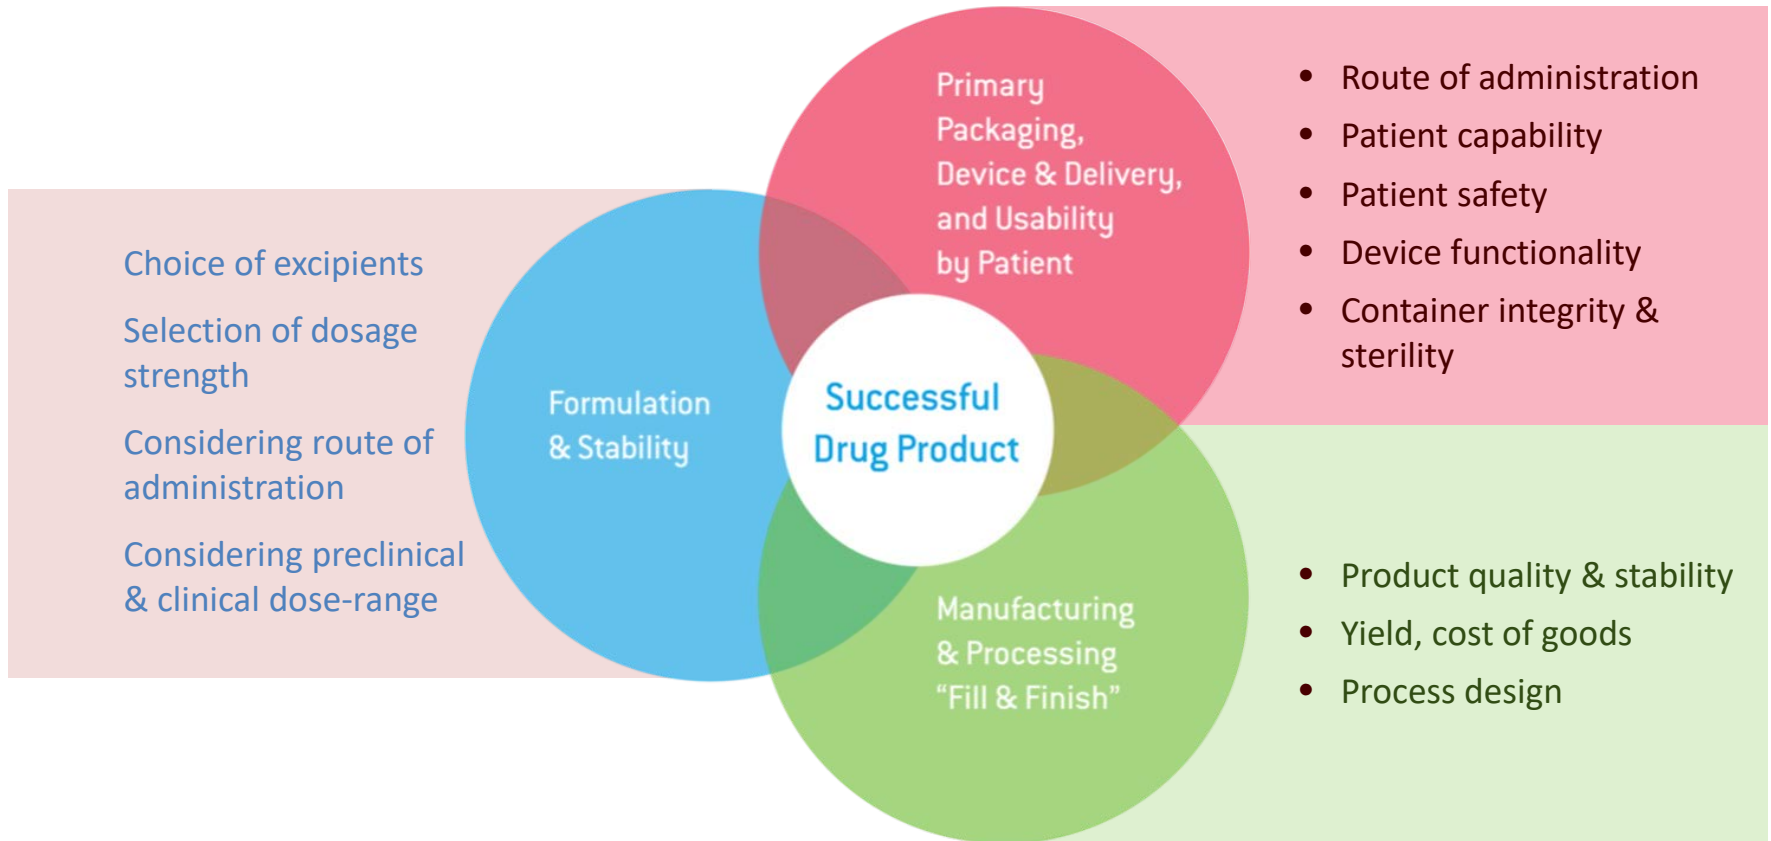 Choice of excipients
Selection of dosage
strength
Considering route of
administration
Considering preclinical
& clinical dose-range
Formulation
& Stability
Primary
Packaging,
Device & Delivery,
and Usability
by Patient
Successful
Drug Product
Manufacturing
& Processing
“Fill & Finish”
• Route of administration
• Patient capability
• Patient safety
• Device functionality
• Container integrity &
sterility
• Product quality & stability
• Yield, cost of goods
• Process design